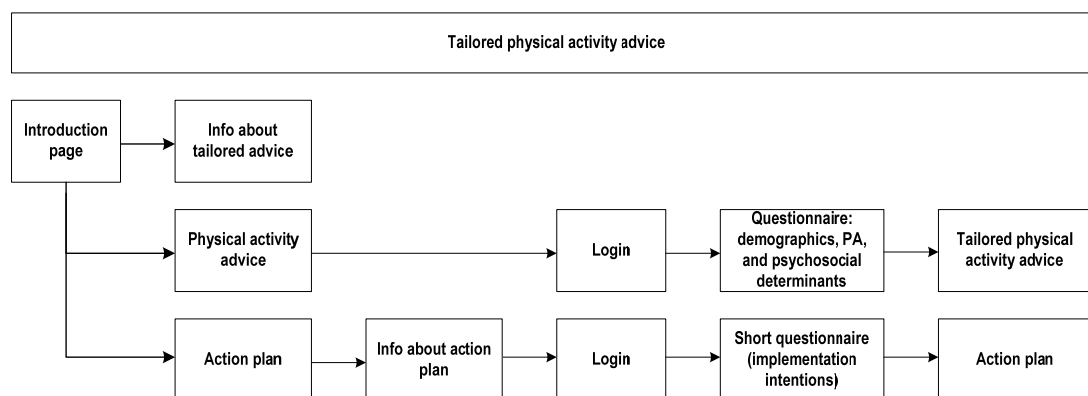 Tailored physical activity advice
Introduction
page
Info about
tailored advice
Physical activity
advice
Login
Questionnaire:
demographics, PA,
and psychosocial
determinants
Tailored physical
activity advice
Action plan
Info about action
plan
Login
Short questionnaire
(implementation
intentions)
Action plan